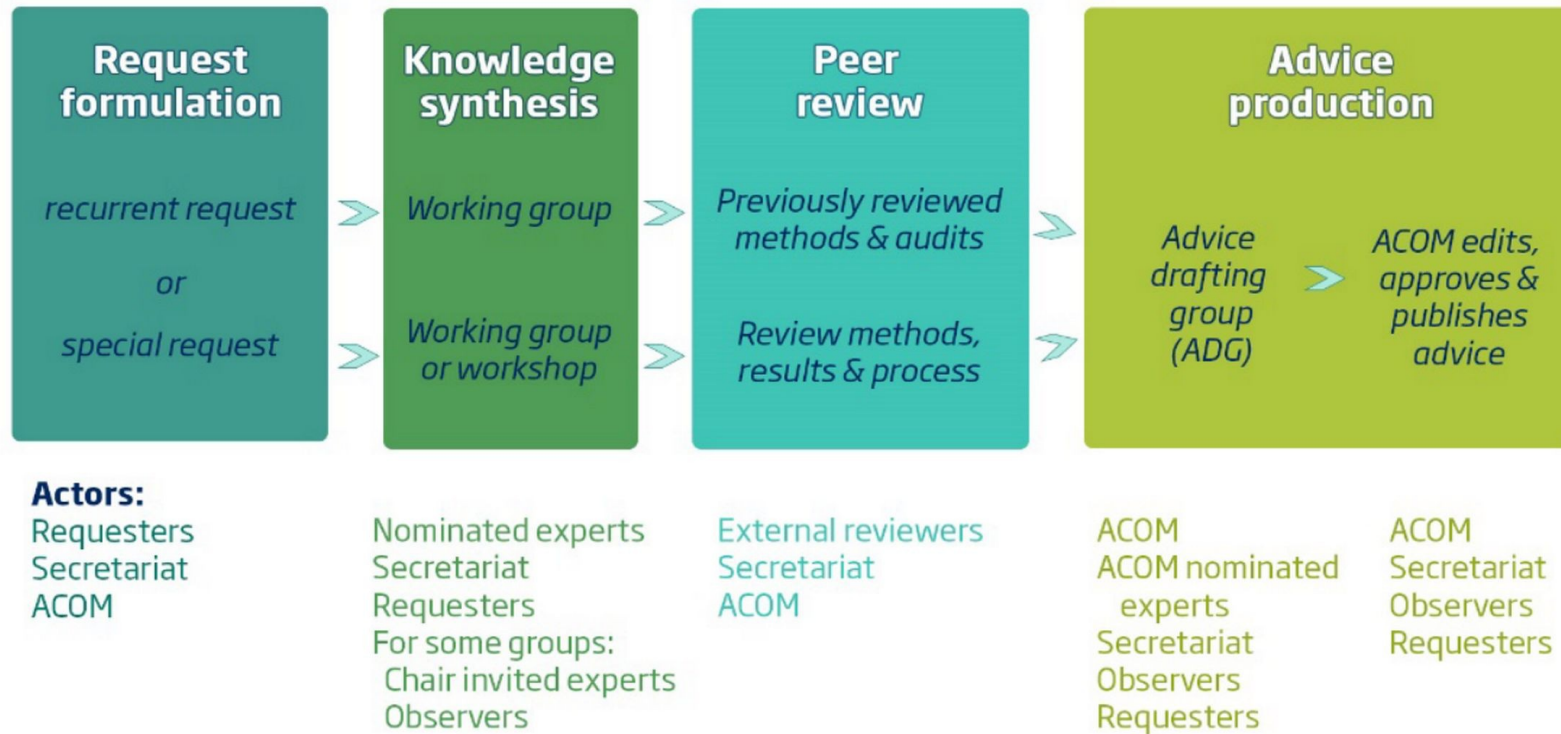 Request
formulation
recurrent request
or
special request
Knowledge
synthesis
Working group
Working group
or workshop
Peer
review
Previously reviewed
methods & audits
Review methods,
results & process
Advice
production
Advice
drafting
group
(ADG)
ACOM edits,
approves &
publishes
advice
Actors:
Requesters
Secretariat
ACOM
Nominated experts
Secretariat
Requesters
For some groups:
Chair invited experts
Observers
External reviewers
Secretariat
ACOM
ACOM
ACOM nominated
experts
Secretariat
Observers
Requesters
ACOM
Secretariat
Observers
Requesters